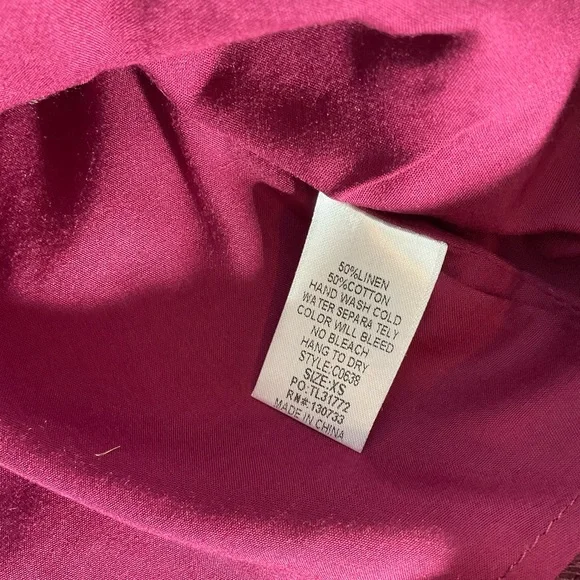 50%LINEN
50%COTTON
HAND WASH COLD
WATER SEPARA TELY
COLOR WILL BLEED
NO BLEACH
HANG TO DRY
STYLE:C0638
SIZE:XS
PO:TL31772
RN#:130733
MADE IN CHINA